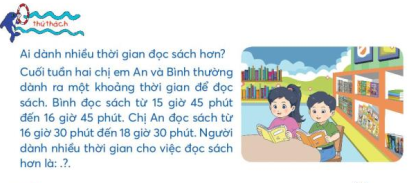 thử thách
Ai dành nhiều thời gian đọc sách hơn?
Cuối tuần hai chị em An và Bình thường
dành ra một khoảng thời gian để đọc
sách. Bình đọc sách từ 15 giờ 45 phút
đến 16 giờ 45 phút. Chị An đọc sách từ
16 giờ 30 phút đến 18 giờ 30 phút. Người
dành nhiều thời gian cho việc đọc sách
hơn là: .?.